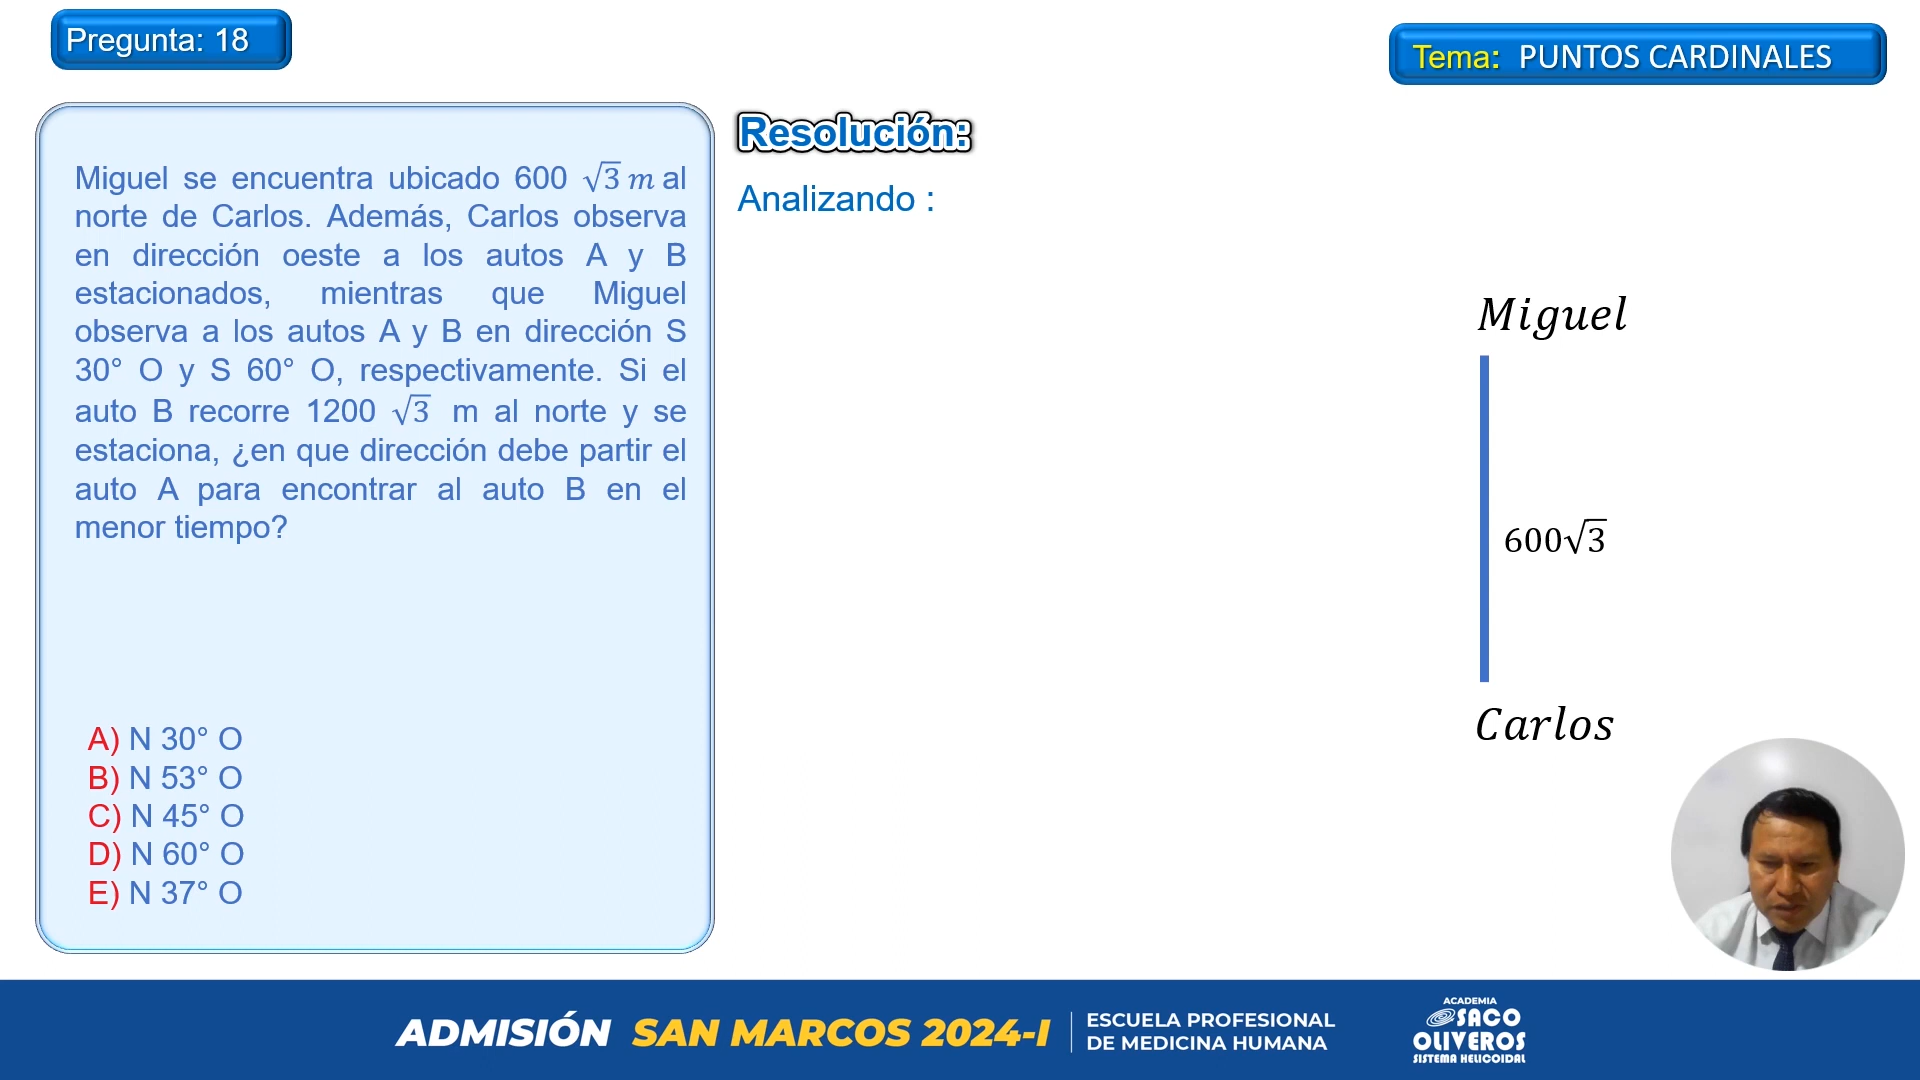 Pregunta: 18
Tema: PUNTOS CARDINALES
Miguel se encuentra ubicado 600 √3 m al
norte de Carlos. Además, Carlos observa
en dirección oeste a los autos A y B
estacionados, mientras que Miguel
observa a los autos A y B en dirección S
30° O y S 60° O, respectivamente. Si el
auto B recorre 1200 √3 m al norte y se
estaciona, ¿en que dirección debe partir el
auto A para encontrar al auto B en el
menor tiempo?
A) N 30° O
B) N 53° O
C) N 45° O
D) N 60° O
E) N 37° O
Resolución:
Analizando :
Miguel
600√3
Carlos
ADMISIÓN SAN MARCOS 2024-I
ESCUELA PROFESIONAL
DE MEDICINA HUMANA
ACADEMIA
SACO
OLIVEROS
SISTEMA HELICOIDAL